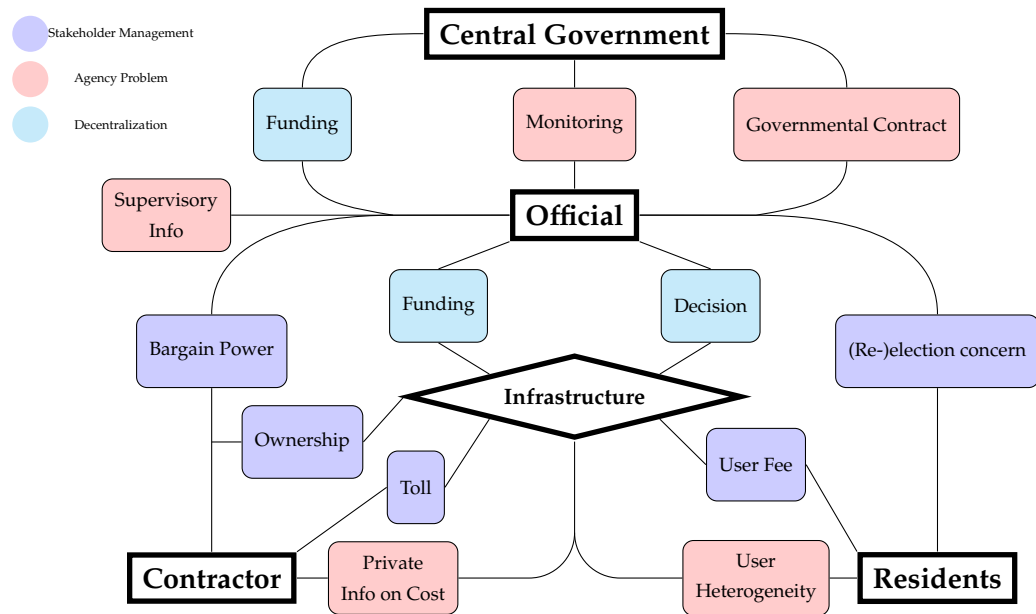 Central Government
Stakeholder Management
Agency Problem
Decentralization
Funding
Monitoring
Governmental Contract
Supervisory
Info
Official
Funding
Decision
Bargain Power
(Re-)election concern
Infrastructure
Ownership
Toll
User Fee
Contractor
Private
Info on Cost
User
Heterogeneity
Residents